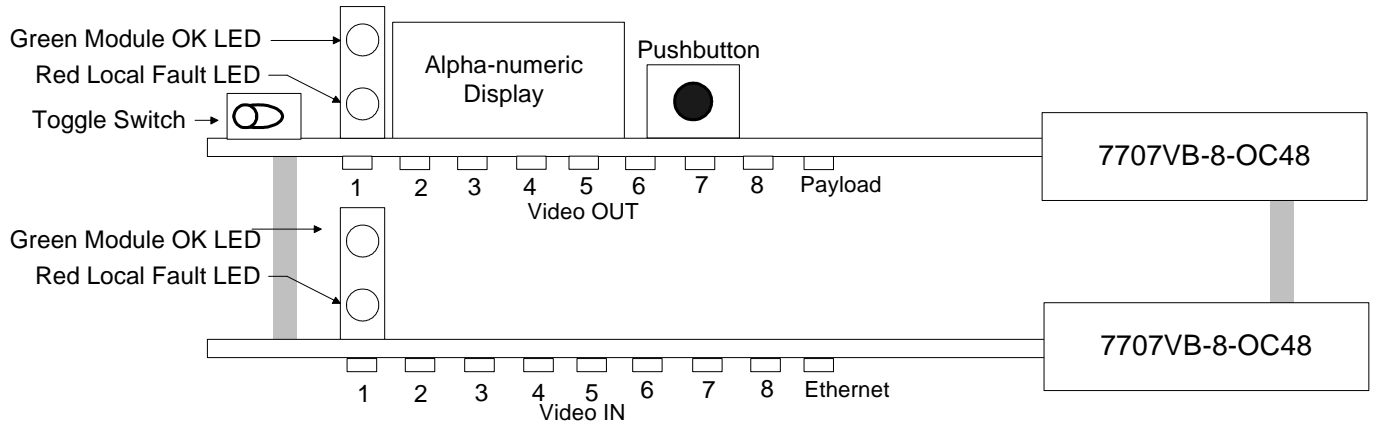 Green Module OK LED
Red Local Fault LED
Toggle Switch
Alpha-numeric
Display
Pushbutton
7707VB-8-OC48
1 2 3 4 5 6 7 8 Payload
Video OUT
Green Module OK LED
Red Local Fault LED
7707VB-8-OC48
1 2 3 4 5 6 7 8 Ethernet
Video IN